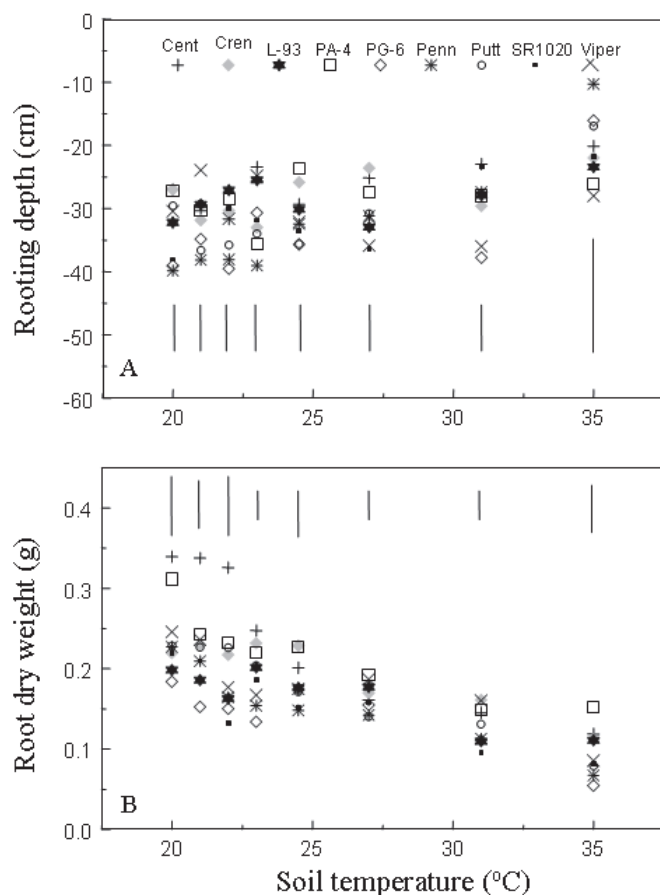 0
Cent Cren L-93 PA-4 PG-6 Penn Putt SR1020 Viper
-10
-20
-30
-40
-50
-60
Rooting depth (cm)
A
20 25 30 35
0.4
0.3
0.2
0.1
0.0
Root dry weight (g)
B
20 25 30 35
Soil temperature (°C)